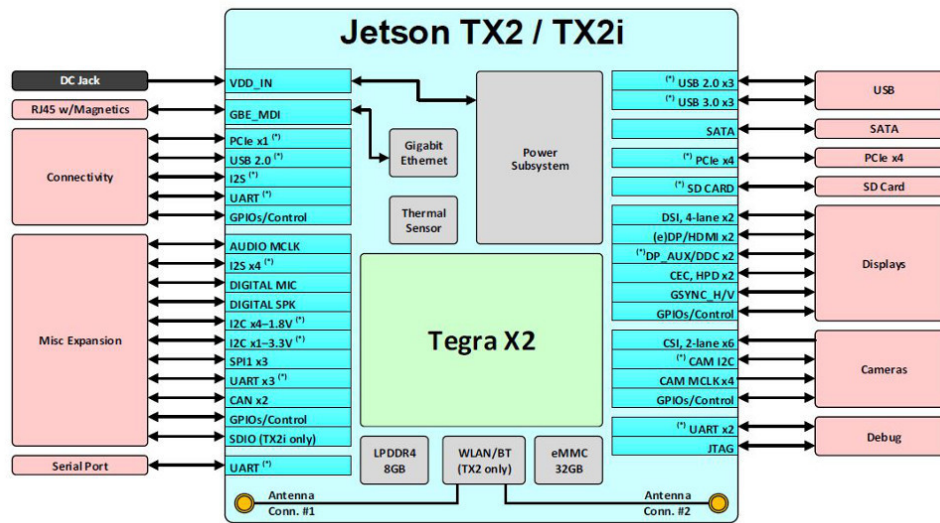 Jetson TX2 / TX2i
DC Jack
RJ45 w/Magnetics
Connectivity
Misc Expansion
Serial Port
VDD_IN
GBE_MDI
PCIe x1 (*)
USB 2.0 (*)
I2S (*)
UART (*)
GPIOs/Control
AUDIO MCLK
I2S x4 (*)
DIGITAL MIC
DIGITAL SPK
I2C x4–1.8V (*)
I2C x1–3.3V (*)
SPI1 x3
UART x3 (*)
CAN x2
GPIOs/Control
SDIO (TX2i only)
UART (*)
Gigabit
Ethernet
Thermal
Sensor
Power
Subsystem
Tegra X2
LPDDR4
8GB
WLAN/BT
(TX2 only)
eMMC
32GB
Antenna
Conn. #1
Antenna
Conn. #2
(*) USB 2.0 x3
(*) USB 3.0 x3
SATA
(*) PCIe x4
(*) SD CARD
DSI, 4-lane x2
(e)DP/HDMI x2
(*)DP_AUX/DDC x2
CEC, HPD x2
GSYNC_H/V
GPIOs/Control
CSI, 2-lane x6
(*) CAM I2C
CAM MCLK x4
GPIOs/Control
(*) UART x2
JTAG
USB
SATA
PCIe x4
SD Card
Displays
Cameras
Debug